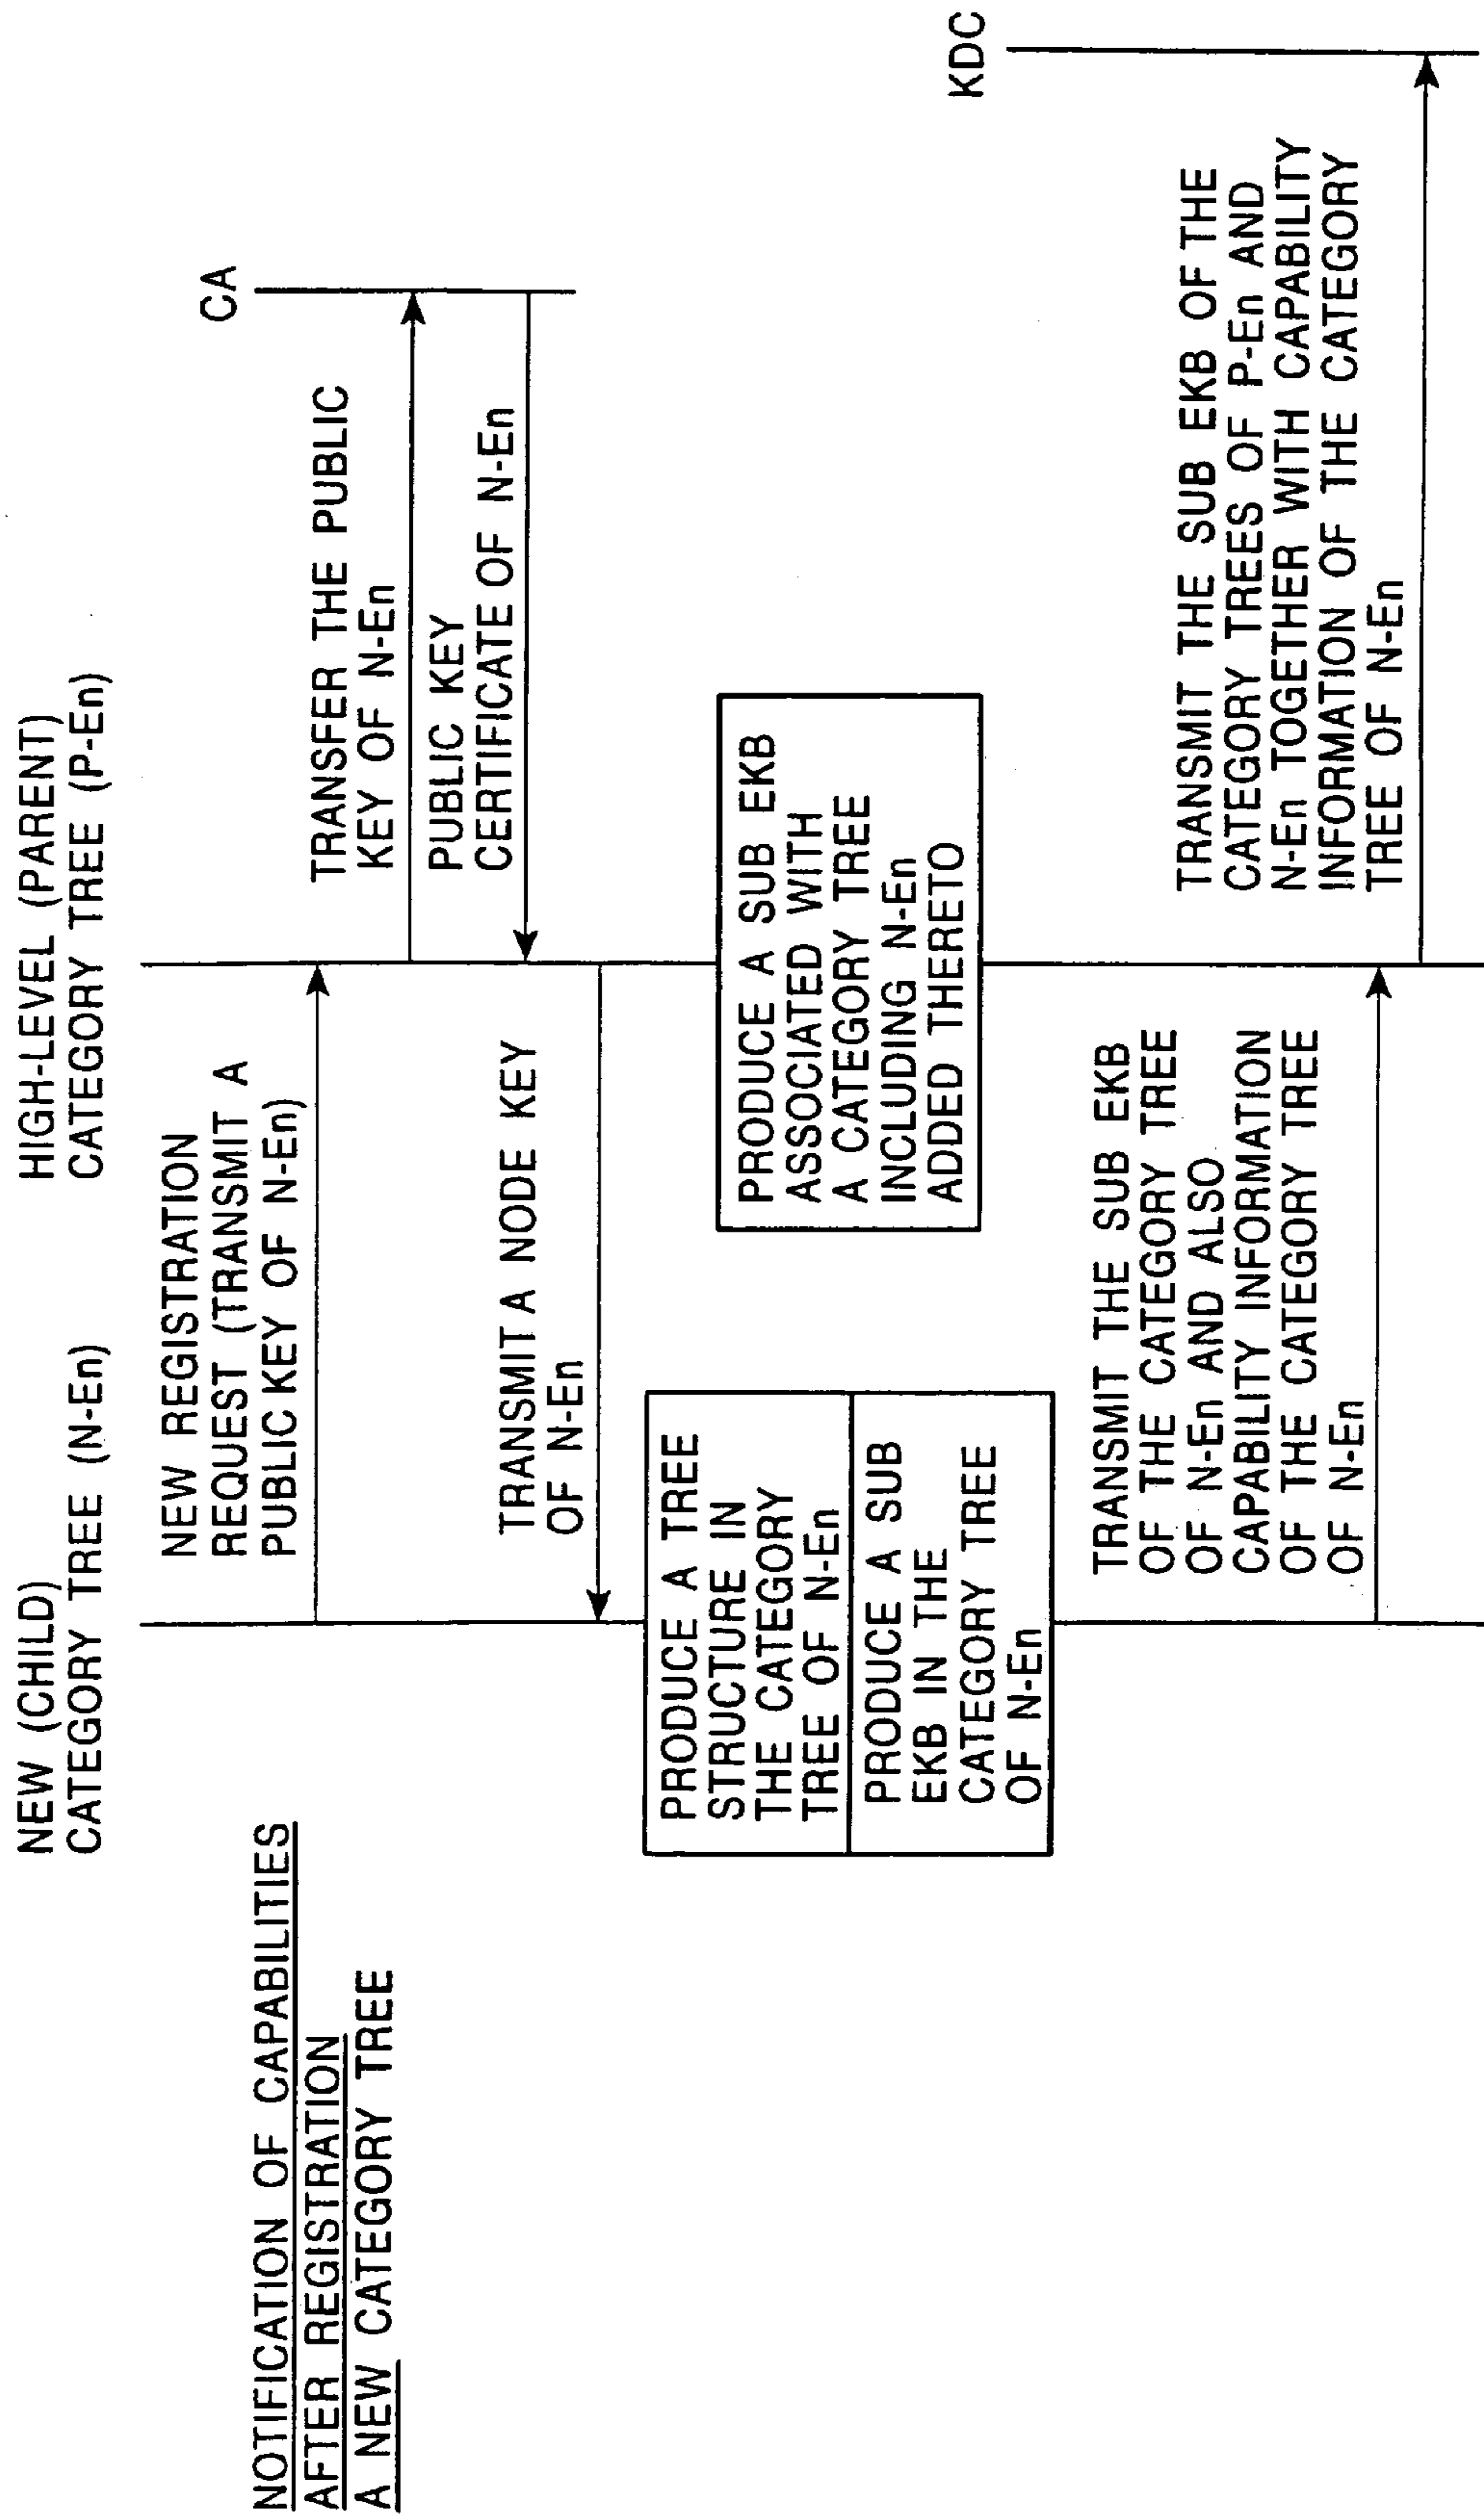 NOTIFICATION OF CAPABILITIES
AFTER REGISTRATION
A NEW CATEGORY TREE
NEW (CHILD)
CATEGORY TREE (N-En)
HIGH-LEVEL (PARENT)
CATEGORY TREE (P-En)
CA
KDC
NEW REGISTRATION
REQUEST (TRANSMIT A
PUBLIC KEY OF N-En)
TRANSFER THE PUBLIC
KEY OF N-En
PUBLIC KEY
CERTIFICATE OF N-En
TRANSMIT A NODE KEY
OF N-En
PRODUCE A TREE
STRUCTURE IN
THE CATEGORY
TREE OF N-En
PRODUCE A SUB
EKB IN THE
CATEGORY TREE
OF N-En
PRODUCE A SUB EKB
ASSOCIATED WITH
A CATEGORY TREE
INCLUDING N-En
ADDED THERETO
TRANSMIT THE SUB EKB
OF THE CATEGORY TREE
OF N-En AND ALSO
CAPABILITY INFORMATION
OF THE CATEGORY TREE
OF N-En
TRANSMIT THE SUB EKB OF THE
CATEGORY TREES OF P-En AND
N-En TOGETHER WITH CAPABILITY
INFORMATION OF THE CATEGORY
TREE OF N-En